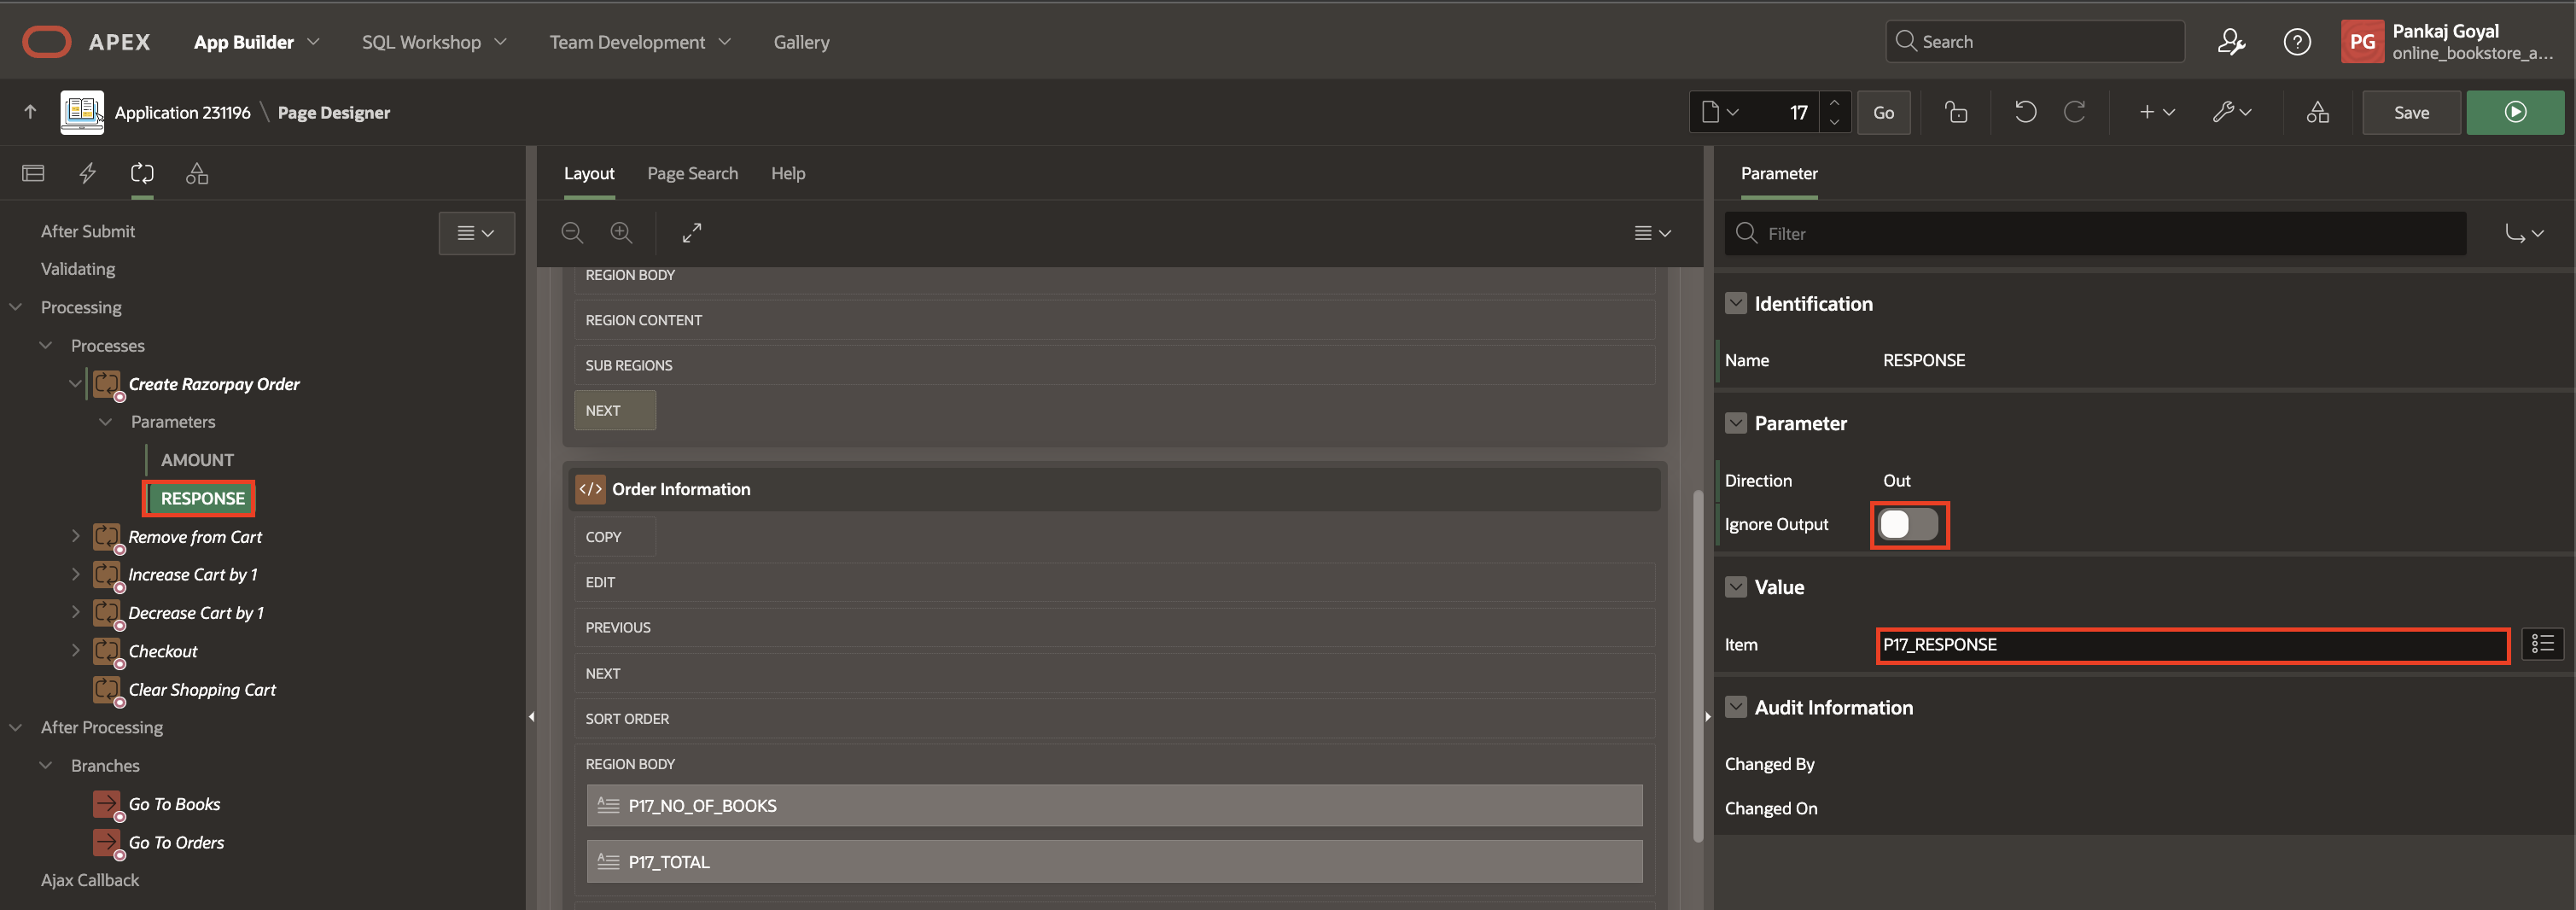 APEX App Builder SQL Workshop Team Development Gallery Search PG Pankaj Goyal
online_bookstore_a...
Application 231196 \ Page Designer 17 Go Save
Layout Page Search Help
Parameter
After Submit
Validating
Processing
Processes
Create Razorpay Order
Parameters
AMOUNT
RESPONSE
Remove from Cart
Increase Cart by 1
Decrease Cart by 1
Checkout
Clear Shopping Cart
After Processing
Branches
Go To Books
Go To Orders
Ajax Callback
REGION BODY
REGION CONTENT
SUB REGIONS
NEXT
Order Information
COPY
EDIT
PREVIOUS
NEXT
SORT ORDER
REGION BODY
P17_NO_OF_BOOKS
P17_TOTAL
Filter
Identification
Name RESPONSE
Parameter
Direction Out
Ignore Output
Value
Item P17_RESPONSE
Audit Information
Changed By
Changed On